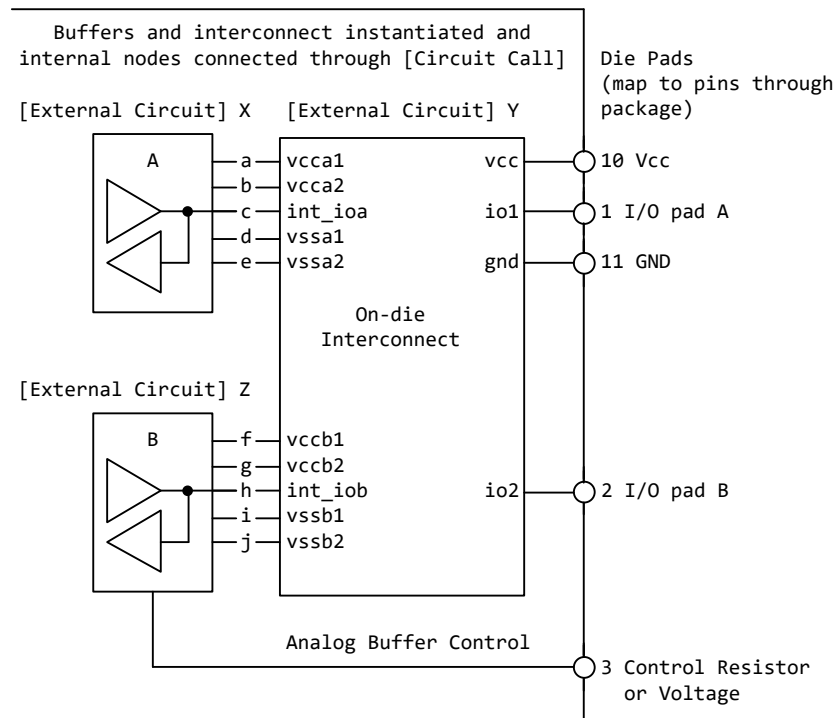 Buffers and interconnect instantiated and
internal nodes connected through [Circuit Call]
Die Pads
(map to pins through
package)
[External Circuit] X
[External Circuit] Y
A
a
vcca1
vcc
10 Vcc
b
vcca2
c
int_ioa
io1
1 I/O pad A
d
vssa1
e
vssa2
gnd
11 GND
On-die
Interconnect
[External Circuit] Z
B
f
vccb1
g
vccb2
h
int_iob
io2
2 I/O pad B
i
vssb1
j
vssb2
Analog Buffer Control
3 Control Resistor
or Voltage